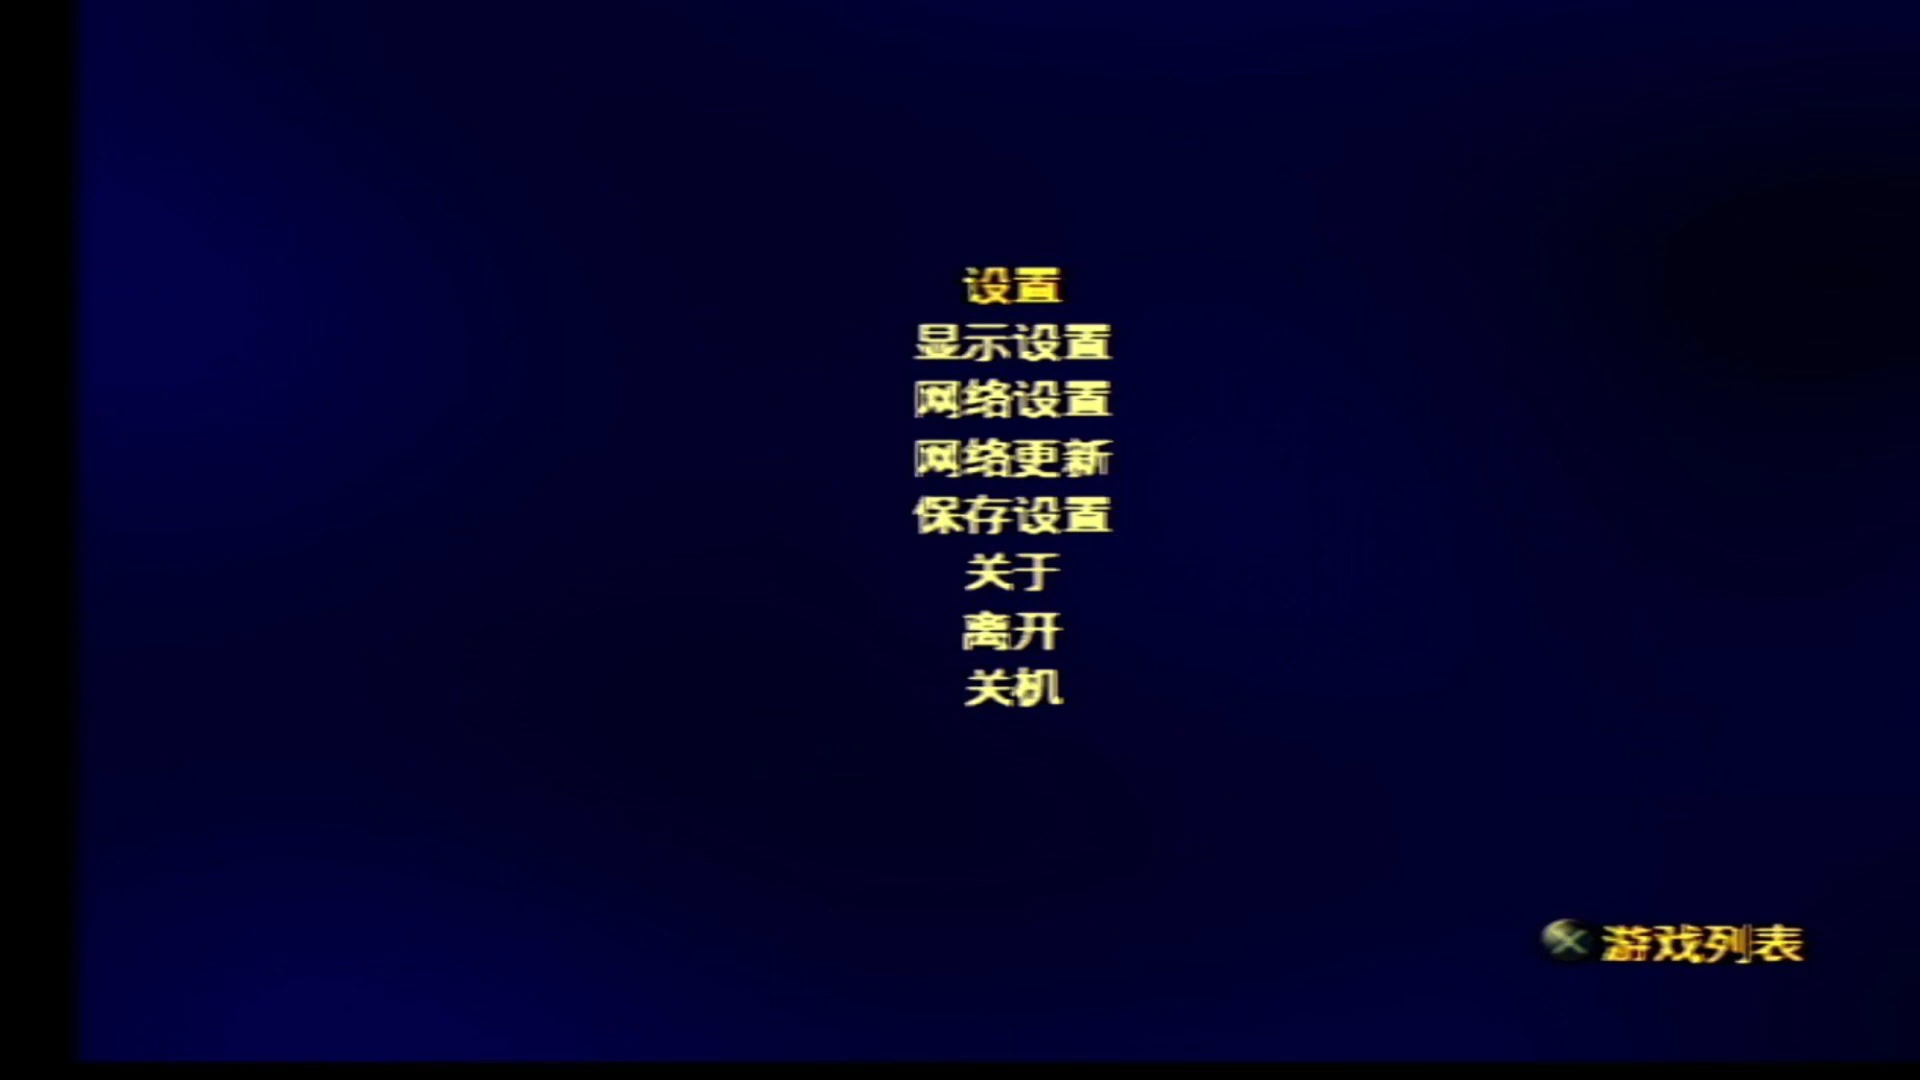 设置
显示设置
网络设置
网络更新
保存设置
关于
离开
关机
游戏列表